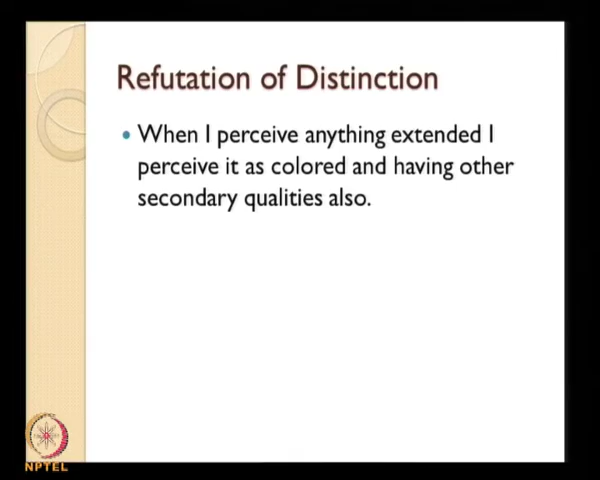 Refutation of Distinction
When I perceive anything extended I
perceive it as colored and having other
secondary qualities also.
NPTEL